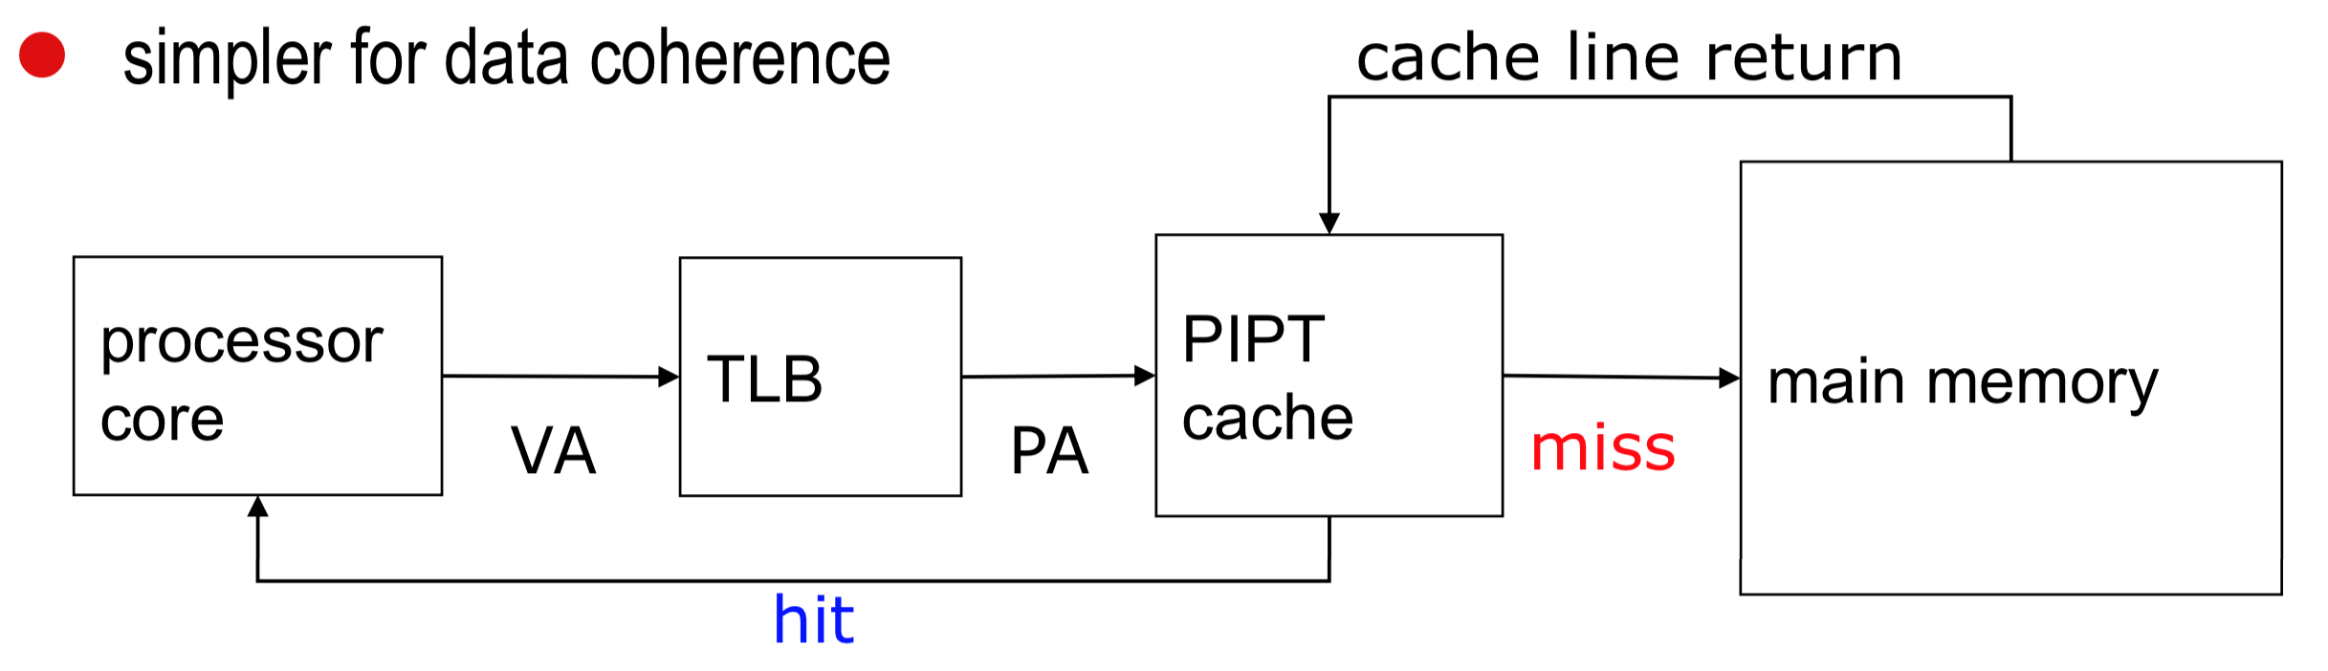 simpler for data coherence
cache line return
processor
core
VA
TLB
PA
PIPT
cache
miss
main memory
hit